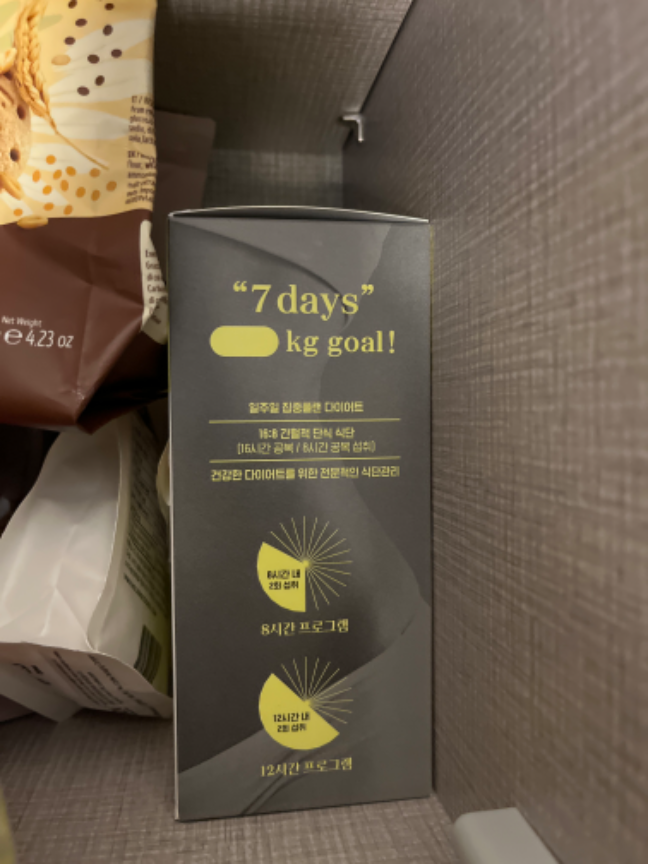 Net Weight
e 4.23 oz
“7 days”
kg goal!
일주일 집중플랜 다이어트
16:8 간헐적 단식 식단
(16시간 공복 / 8시간 공복 섭취)
건강한 다이어트를 위한 전문적인 식단관리
8시간 내
2회 섭취
8시간 프로그램
12시간 내
2회 섭취
12시간 프로그램